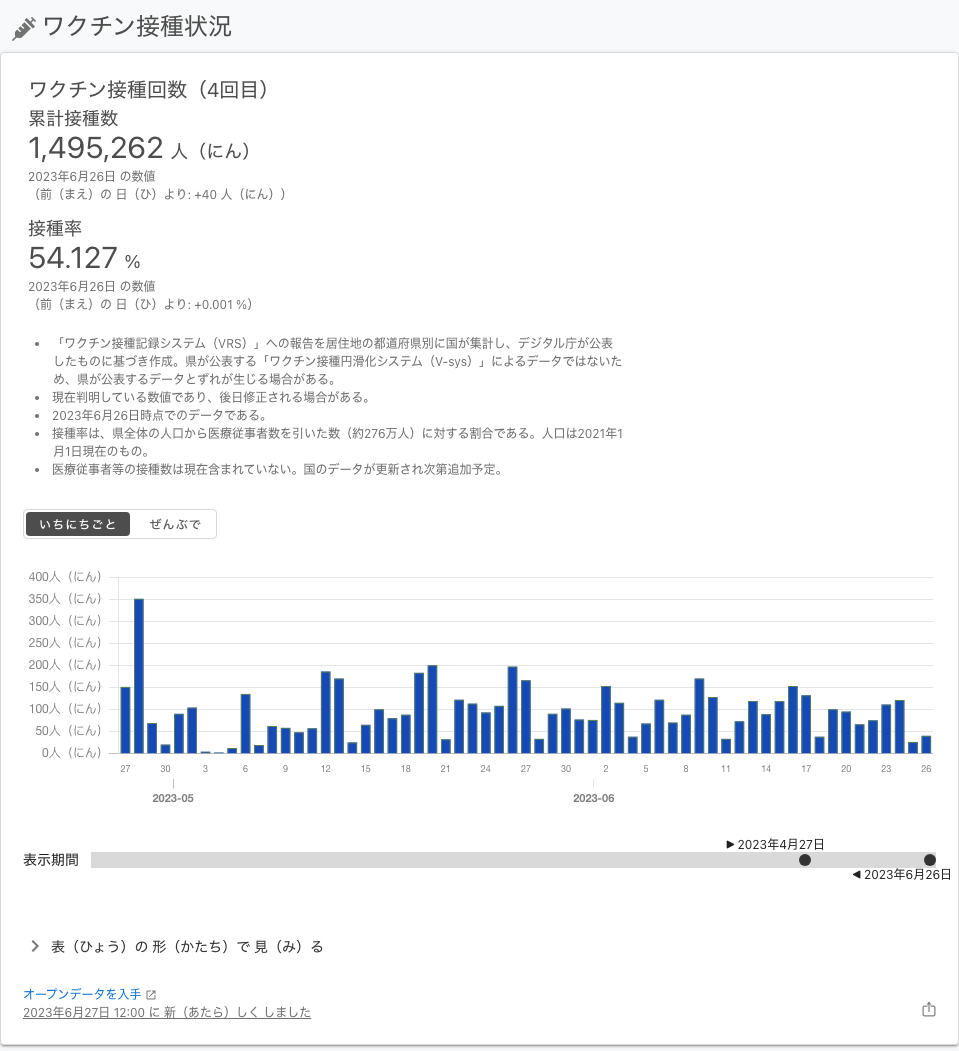 ワクチン接種状況
ワクチン接種回数（4回目）
累計接種数
1,495,262 人（にん）
2023年6月26日 の数値
（前（まえ）の 日（ひ）より: +40 人（にん））
接種率
54.127 %
2023年6月26日 の数値
（前（まえ）の 日（ひ）より: +0.001 %）
• 「ワクチン接種記録システム（VRS）」への報告を居住地の都道府県別に国が集計し、デジタル庁が公表
したものに基づき作成。県が公表する「ワクチン接種円滑化システム（V-sys）」によるデータではないた
め、県が公表するデータとずれが生じる場合がある。
• 現在判明している数値であり、後日修正される場合がある。
• 2023年6月26日時点でのデータである。
• 接種率は、県全体の人口から医療従事者数を引いた数（約276万人）に対する割合である。人口は2021年1
月1日現在のもの。
• 医療従事者等の接種数は現在含まれていない。国のデータが更新され次第追加予定。
いちにちごと ぜんぶで
400人（にん）
350人（にん）
300人（にん）
250人（にん）
200人（にん）
150人（にん）
100人（にん）
50人（にん）
0人（にん）
27 30 3 6 9 12 15 18 21 24 27 30 2 5 8 11 14 17 20 23 26
2023-05 2023-06
▶ 2023年4月27日
表示期間
◀ 2023年6月26日
表（ひょう）の 形（かたち）で 見（み）る
オープンデータを入手
2023年6月27日 12:00 に 新（あたら）しく しました